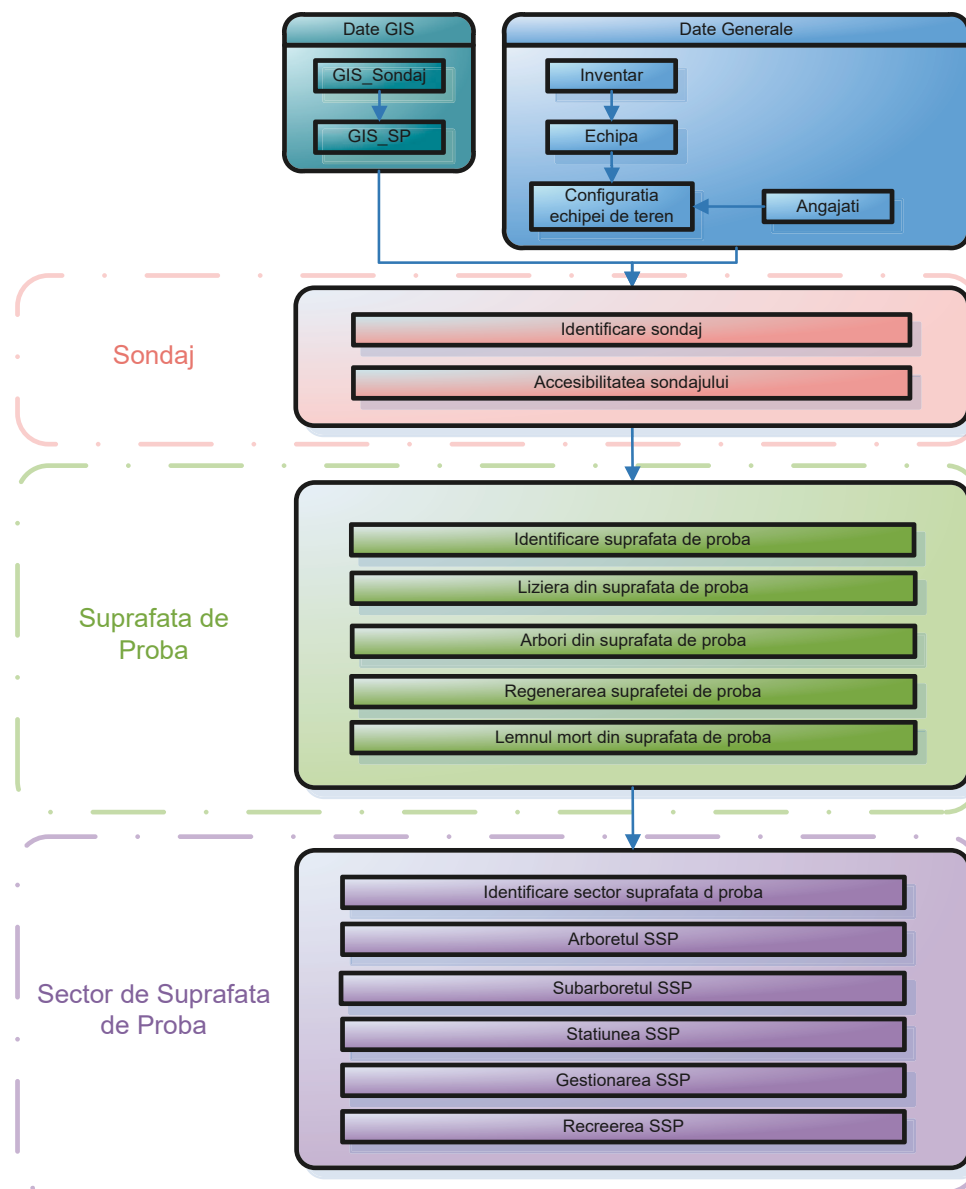 Date GIS
GIS_Sondaj
GIS_SP
Date Generale
Inventar
Echipa
Configuratia
echipei de teren
Angajati
Sondaj
Identificare sondaj
Accesibilitatea sondajului
Suprafata de
Proba
Identificare suprafata de proba
Liziera din suprafata de proba
Arbori din suprafata de proba
Regenerarea suprafetei de proba
Lemnul mort din suprafata de proba
Sector de Suprafata
de Proba
Identificare sector suprafata d proba
Arboretul SSP
Subarboretul SSP
Statiunea SSP
Gestionarea SSP
Recreerea SSP